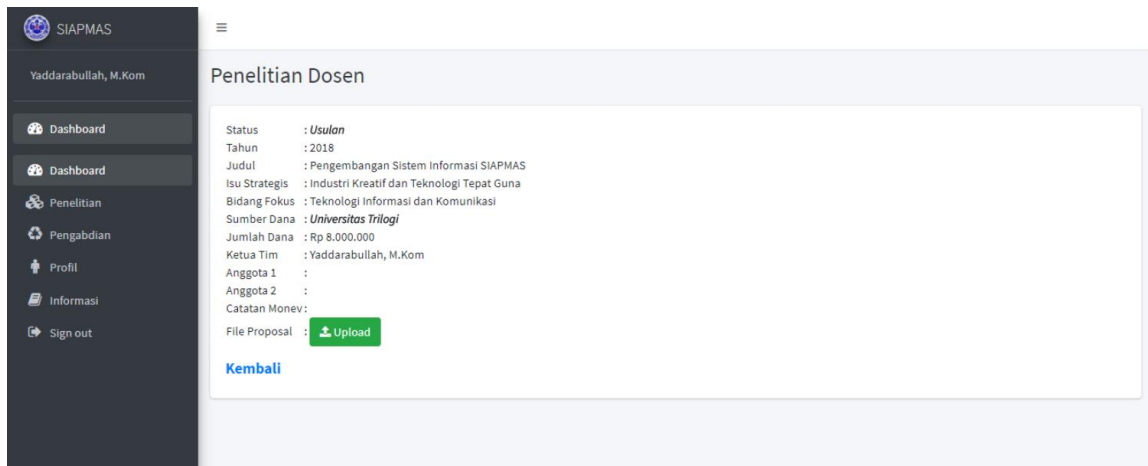 SIAPMAS
Yaddarabullah, M.Kom
Dashboard
Dashboard
Penelitian
Pengabdian
Profil
Informasi
Sign out
Penelitian Dosen
Status : Usulan
Tahun : 2018
Judul : Pengembangan Sistem Informasi SIAPMAS
Isu Strategis : Industri Kreatif dan Teknologi Tepat Guna
Bidang Fokus : Teknologi Informasi dan Komunikasi
Sumber Dana : Universitas Trilogi
Jumlah Dana : Rp 8.000.000
Ketua Tim : Yaddarabullah, M.Kom
Anggota 1 :
Anggota 2 :
Catatan Monev :
File Proposal : Upload
Kembali